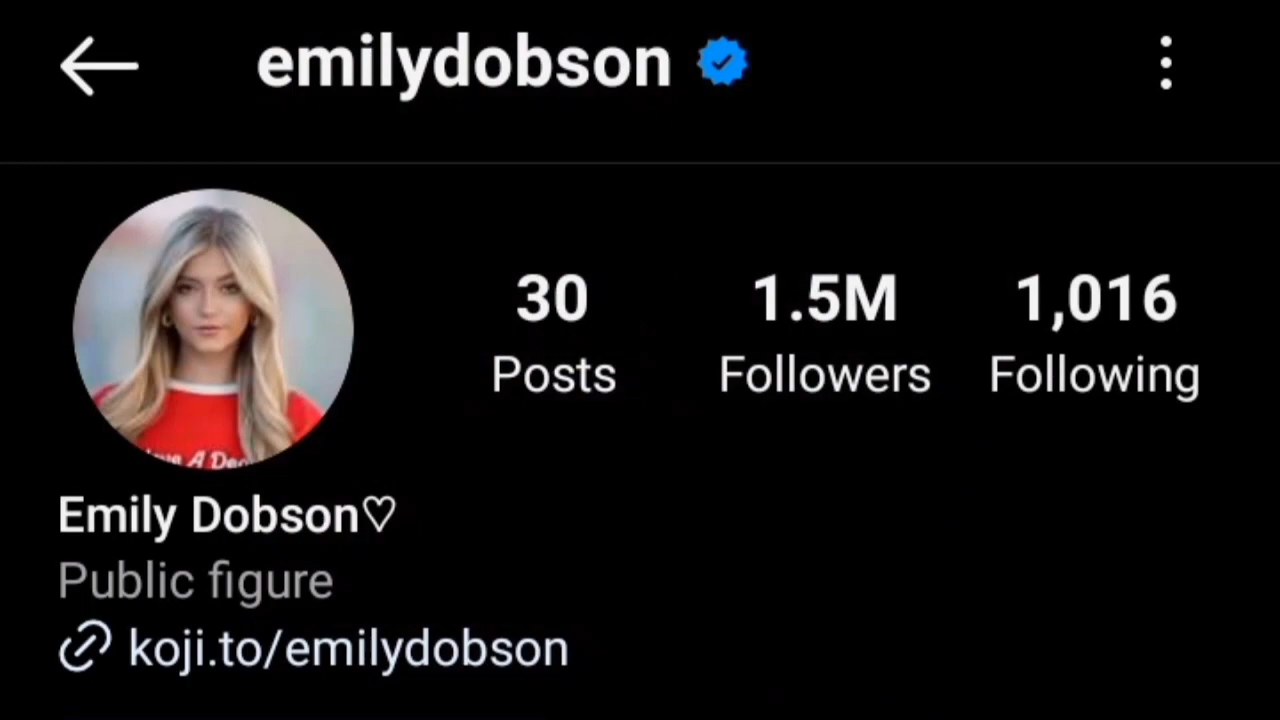 emilydobson
30 1.5M 1,016
Posts Followers Following
A
Emily Dobson♡
Public figure
koji.to/emilydobson